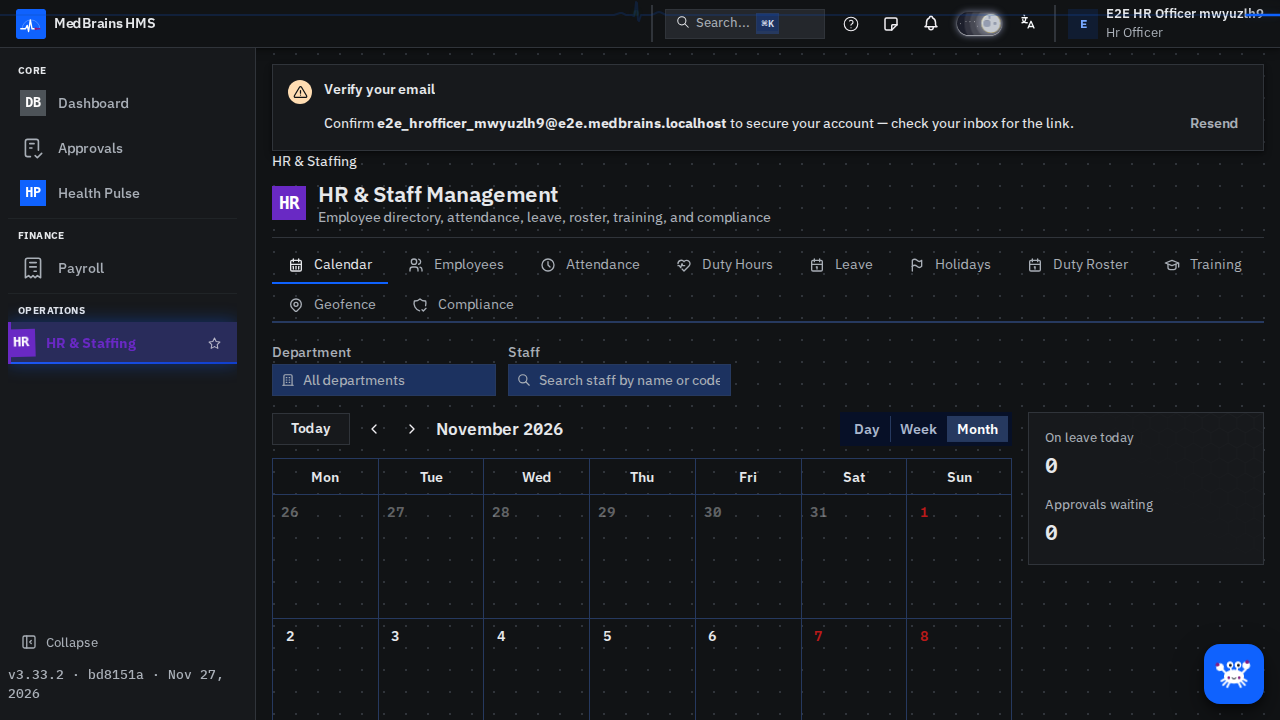 MedBrains HMS
Search...
⌘K
E
E2E HR Officer mwyuzlh9
Hr Officer
CORE
DB Dashboard
Approvals
HP Health Pulse
FINANCE
Payroll
OPERATIONS
HR HR & Staffing
Collapse
v3.33.2 · bd8151a · Nov 27,
2026
Verify your email
Confirm e2e_hrofficer_mwyuzlh9@e2e.medbrains.localhost to secure your account — check your inbox for the link.
Resend
HR & Staffing
HR
HR & Staff Management
Employee directory, attendance, leave, roster, training, and compliance
Calendar Employees Attendance Duty Hours Leave Holidays Duty Roster Training
Geofence Compliance
Department Staff
All departments Search staff by name or code
Today November 2026 Day Week Month
Mon Tue Wed Thu Fri Sat Sun
26 27 28 29 30 31 1
2 3 4 5 6 7 8
On leave today
0
Approvals waiting
0